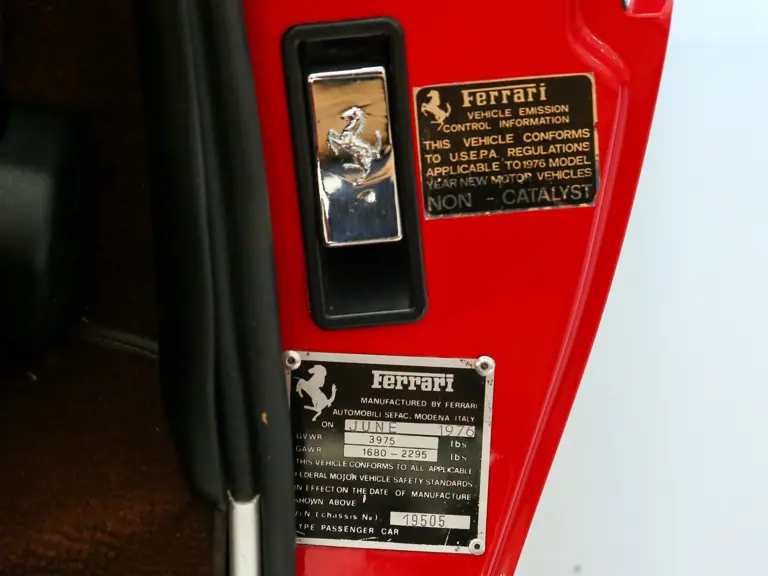 Ferrari
VEHICLE EMISSION
CONTROL INFORMATION
THIS VEHICLE CONFORMS
TO U.S.E.P.A. REGULATIONS
APPLICABLE TO 1976 MODEL
YEAR NEW MOTOR VEHICLES
NON - CATALYST
Ferrari
MANUFACTURED BY FERRARI
AUTOMOBILI SEFAC, MODENA ITALY
ON JUNE 1976
GVWR 3975 lbs
GAWR 1680 - 2295 lbs
THIS VEHICLE CONFORMS TO ALL APPLICABLE
FEDERAL MOTOR VEHICLE SAFETY STANDARDS
IN EFFECT ON THE DATE OF MANUFACTURE
SHOWN ABOVE
V.I.N. (chassis No). 19505
TYPE PASSENGER CAR